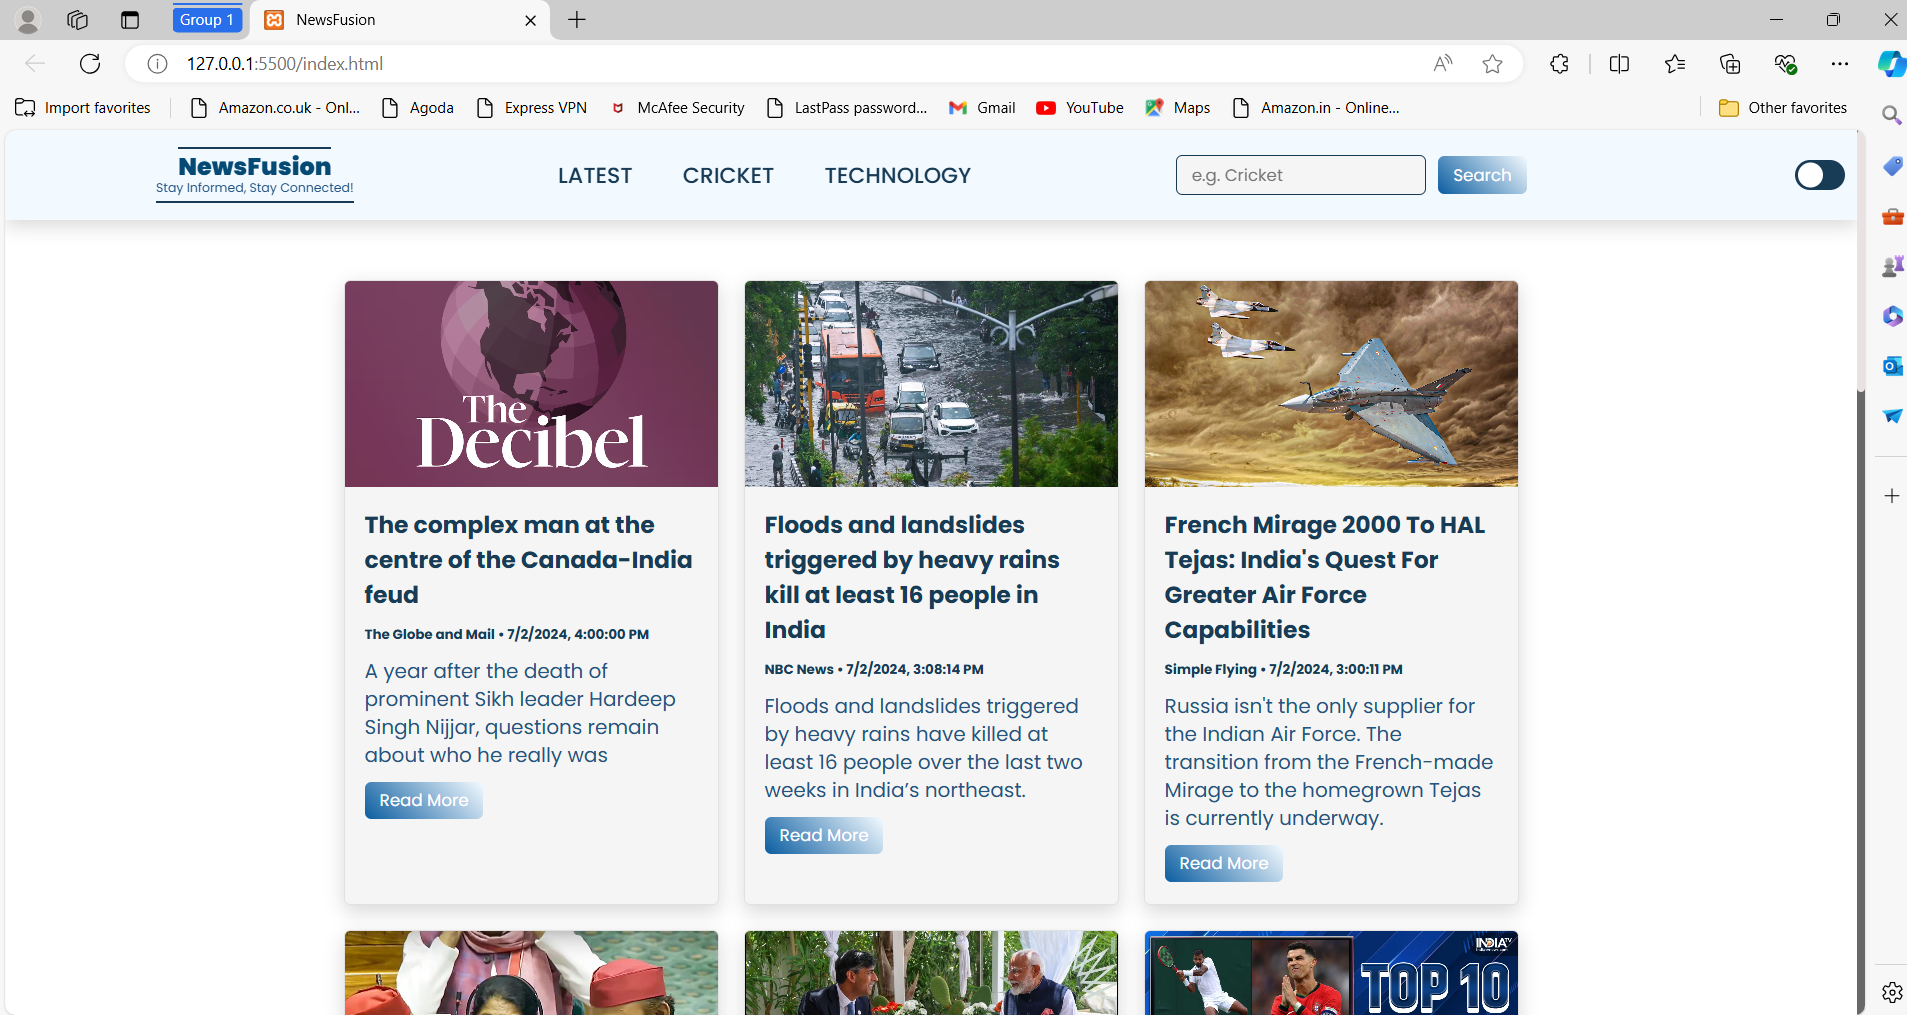 Group 1
NewsFusion
127.0.0.1:5500/index.html
Import favorites
Amazon.co.uk - Onl...
Agoda
Express VPN
McAfee Security
LastPass password...
Gmail
YouTube
Maps
Amazon.in - Online...
Other favorites
NewsFusion
Stay Informed, Stay Connected!
LATEST
CRICKET
TECHNOLOGY
e.g. Cricket
Search
The
Decibel
The complex man at the
centre of the Canada-India
feud
The Globe and Mail • 7/2/2024, 4:00:00 PM
A year after the death of
prominent Sikh leader Hardeep
Singh Nijjar, questions remain
about who he really was
Read More
Floods and landslides
triggered by heavy rains
kill at least 16 people in
India
NBC News • 7/2/2024, 3:08:14 PM
Floods and landslides triggered
by heavy rains have killed at
least 16 people over the last two
weeks in India’s northeast.
Read More
French Mirage 2000 To HAL
Tejas: India's Quest For
Greater Air Force
Capabilities
Simple Flying • 7/2/2024, 3:00:11 PM
Russia isn't the only supplier for
the Indian Air Force. The
transition from the French-made
Mirage to the homegrown Tejas
is currently underway.
Read More
INDIA TV
TOP 10